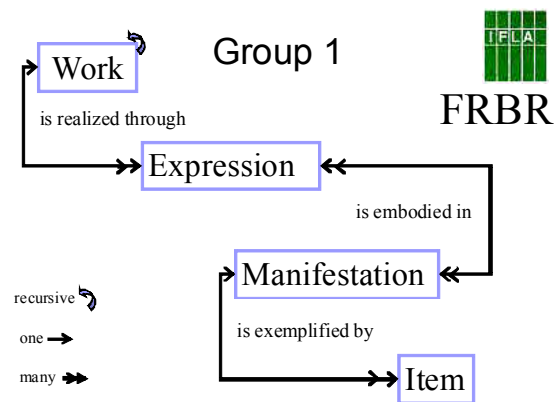 Group 1
IFLA
FRBR
Work
is realized through
Expression
is embodied in
Manifestation
is exemplified by
Item
recursive
one
many